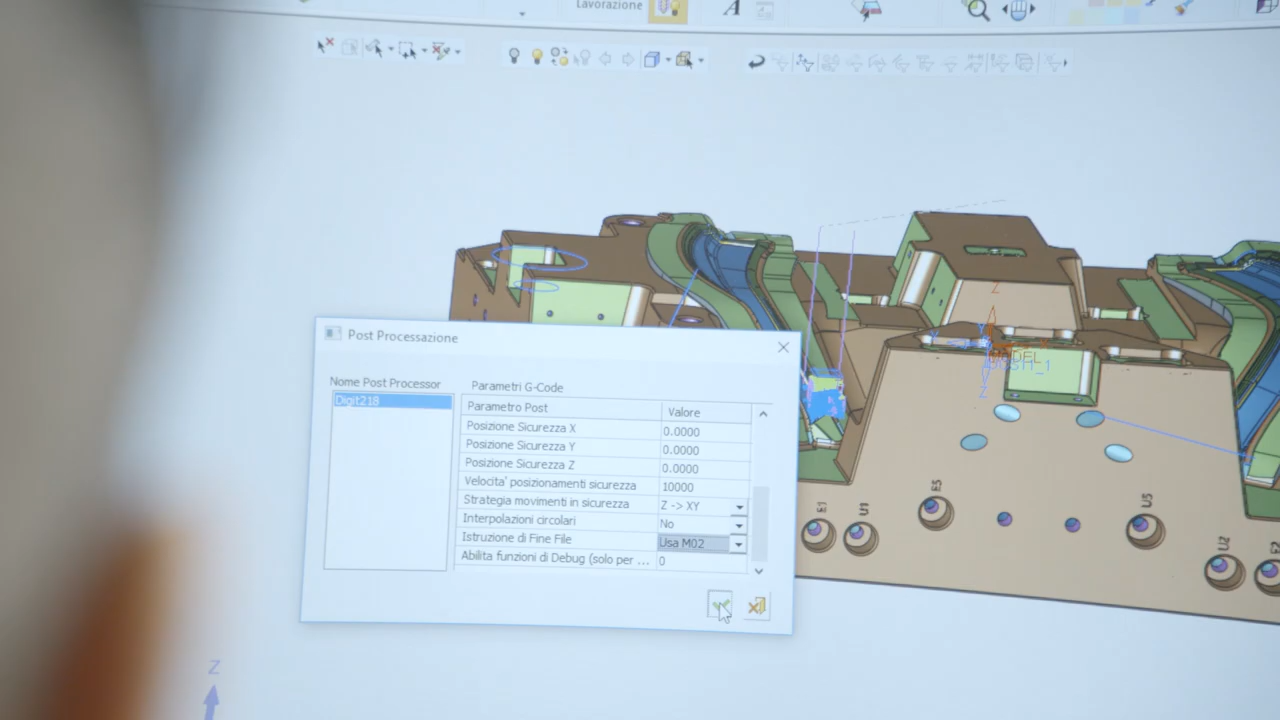 Lavorazione
A
Post Processazione
Nome Post Processor
Digit218
Parametri G-Code
Parametro Post Valore
Posizione Sicurezza X 0.0000
Posizione Sicurezza Y 0.0000
Posizione Sicurezza Z 0.0000
Velocita' posizionamenti sicurezza 10000
Strategia movimenti in sicurezza Z -> XY
Interpolazioni circolari No
Istruzione di Fine File Usa M02
Abilita funzioni di Debug (solo per ... 0
Z
MODEL
Z
E1
U1
E5
U5
U2
E2
Z